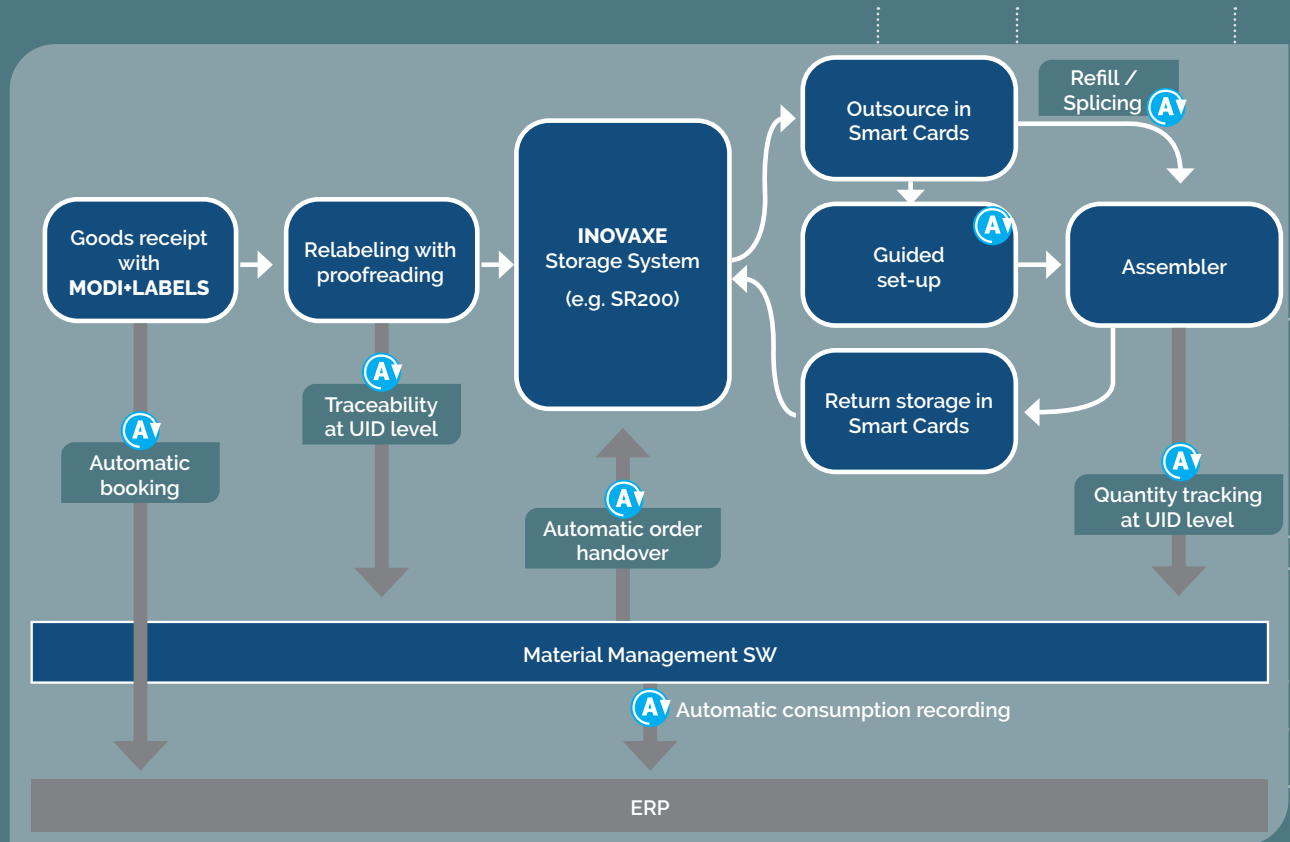 Goods receipt
with
MODI+LABELS
Relabeling with
proofreading
INOVAXE
Storage System
(e.g. SR200)
Outsource in
Smart Cards
Refill /
Splicing
A
Guided
set-up
A
Assembler
Return storage in
Smart Cards
A
Automatic
booking
A
Traceability
at UID level
A
Automatic order
handover
A
Quantity tracking
at UID level
Material Management SW
A
Automatic consumption recording
ERP